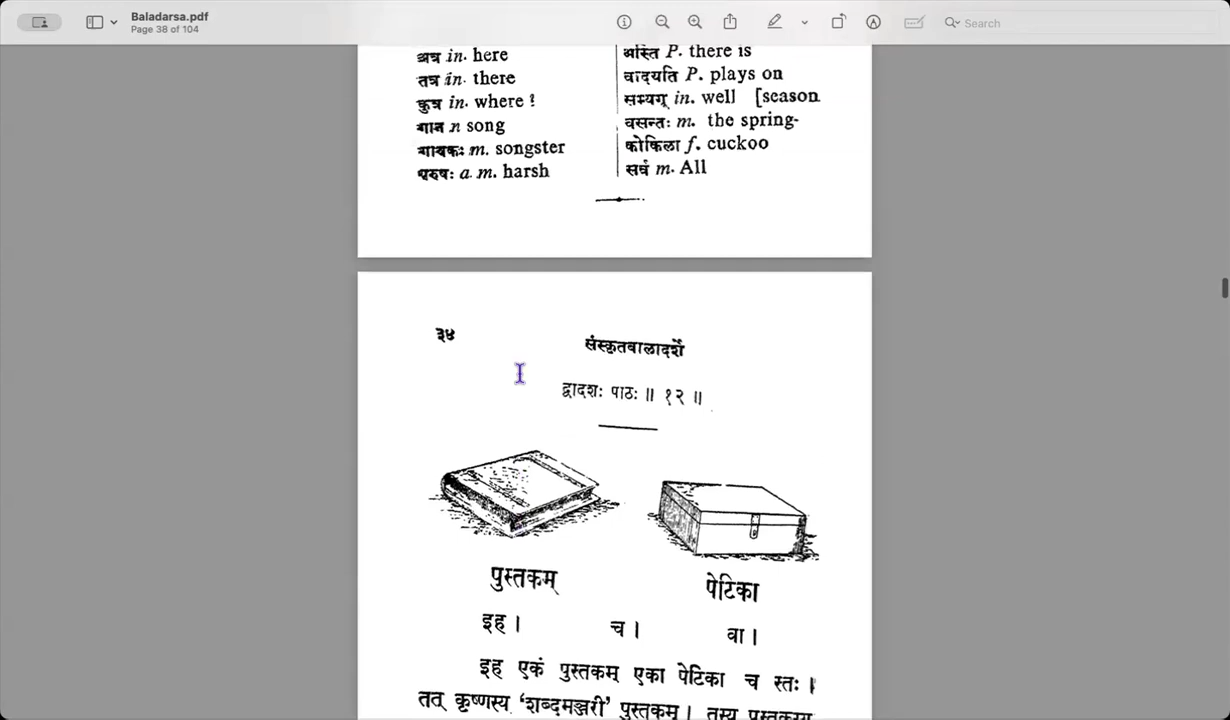 Baladarsa.pdf
Page 38 of 104
Search
अत्र in. here
तत्र in. there
कुत्र in. where ?
गान n song
गायकः m. songster
परुषः a. m. harsh
अस्ति P. there is
वादयति P. plays on
सम्यग् in. well [season
वसन्तः m. the spring-
कोकिला f. cuckoo
सर्वं m. All
३४
संस्कृतबालादर्शे
द्वादशः पाठः ॥ १२ ॥
पुस्तकम्
पेटिका
इह ।
च ।
वा ।
इह एकं पुस्तकम् एका पेटिका च स्तः ।
तत् कृष्णस्य ‘शब्दमञ्जरी’ पुस्तकम् । तस्य पुस्तकस्य